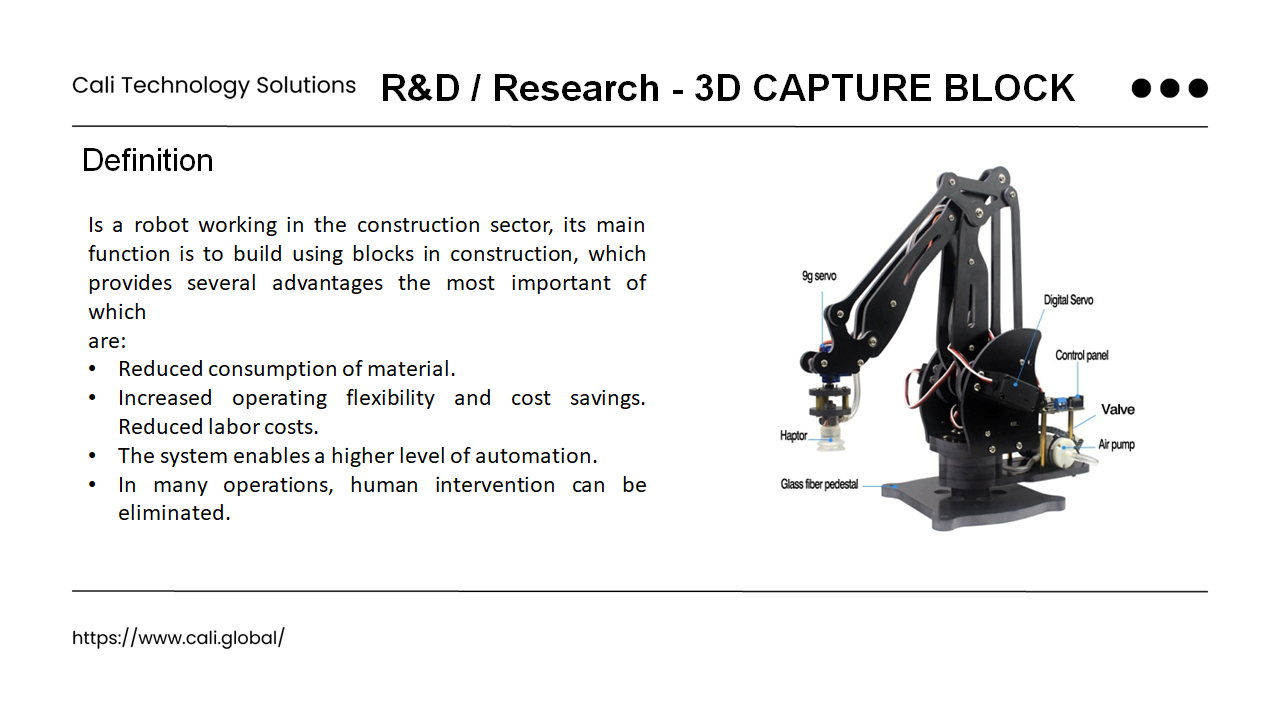 Cali Technology Solutions
R&D / Research - 3D CAPTURE BLOCK
Definition
Is a robot working in the construction sector, its main
function is to build using blocks in construction, which
provides several advantages the most important of
which
are:
• Reduced consumption of material.
• Increased operating flexibility and cost savings.
Reduced labor costs.
• The system enables a higher level of automation.
• In many operations, human intervention can be
eliminated.
9g servo
Digital Servo
Control panel
Valve
Haptor
Air pump
Glass fiber pedestal
https://www.cali.global/